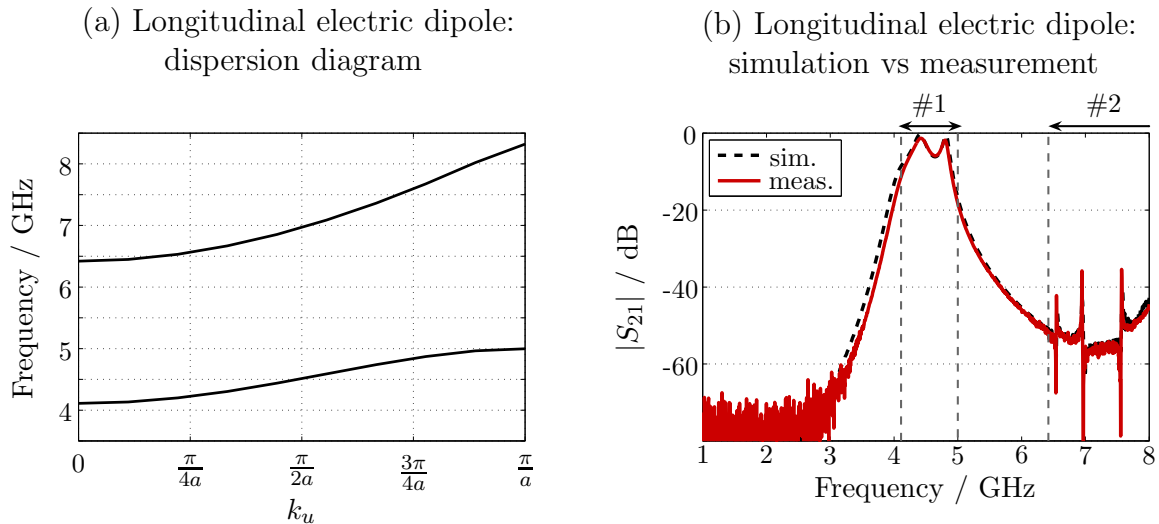 (a) Longitudinal electric dipole:
dispersion diagram
Frequency / GHz
8
7
6
5
4
0
π/4a
π/2a
3π/4a
π/a
k_u
(b) Longitudinal electric dipole:
simulation vs measurement
#1
#2
sim.
meas.
|S_21| / dB
0
-20
-40
-60
1 2 3 4 5 6 7 8
Frequency / GHz